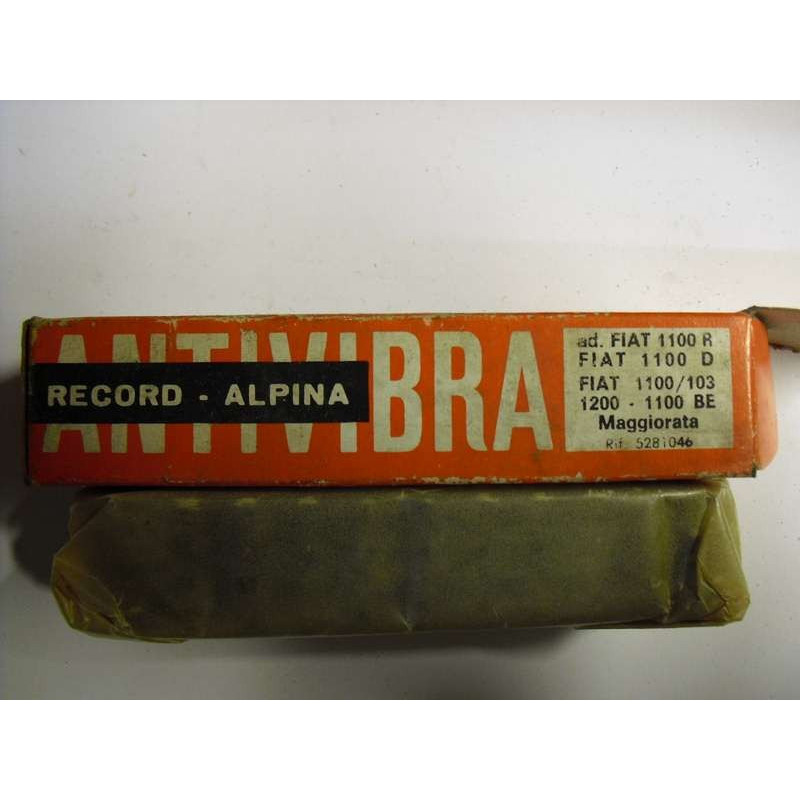 ANTIVIBRA
RECORD - ALPINA
ad. FIAT 1100 R
FIAT 1100 D
FIAT 1100/103
1200 - 1100 BE
Maggiorata
Rif. 5281046